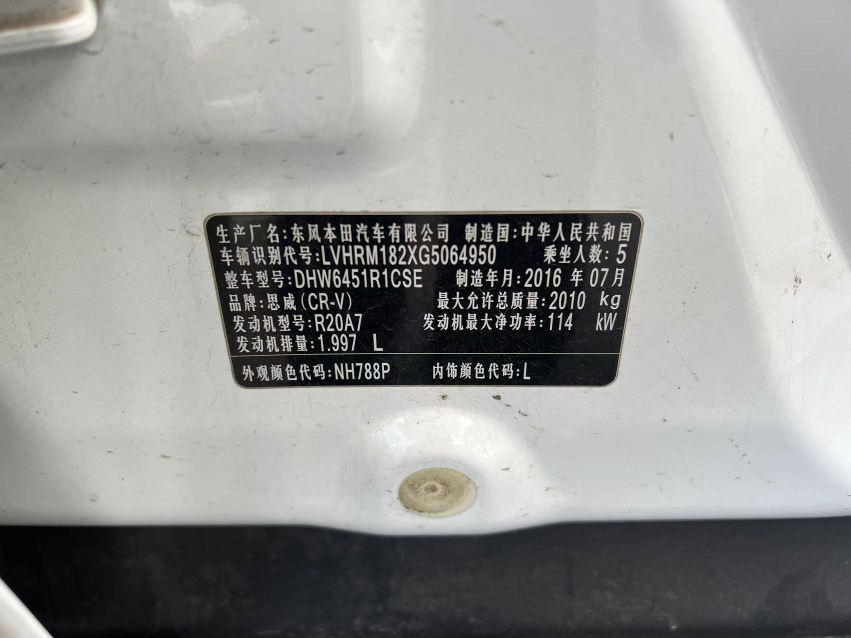 生产厂名:东风本田汽车有限公司 制造国:中华人民共和国
车辆识别代号:LVHRM182XG5064950 乘坐人数:5
整车型号:DHW6451R1CSE 制造年月:2016 年07月
品牌:思威(CR-V) 最大允许总质量:2010 kg
发动机型号:R20A7 发动机最大净功率:114 kW
发动机排量:1.997 L
外观颜色代码:NH788P 内饰颜色代码:L